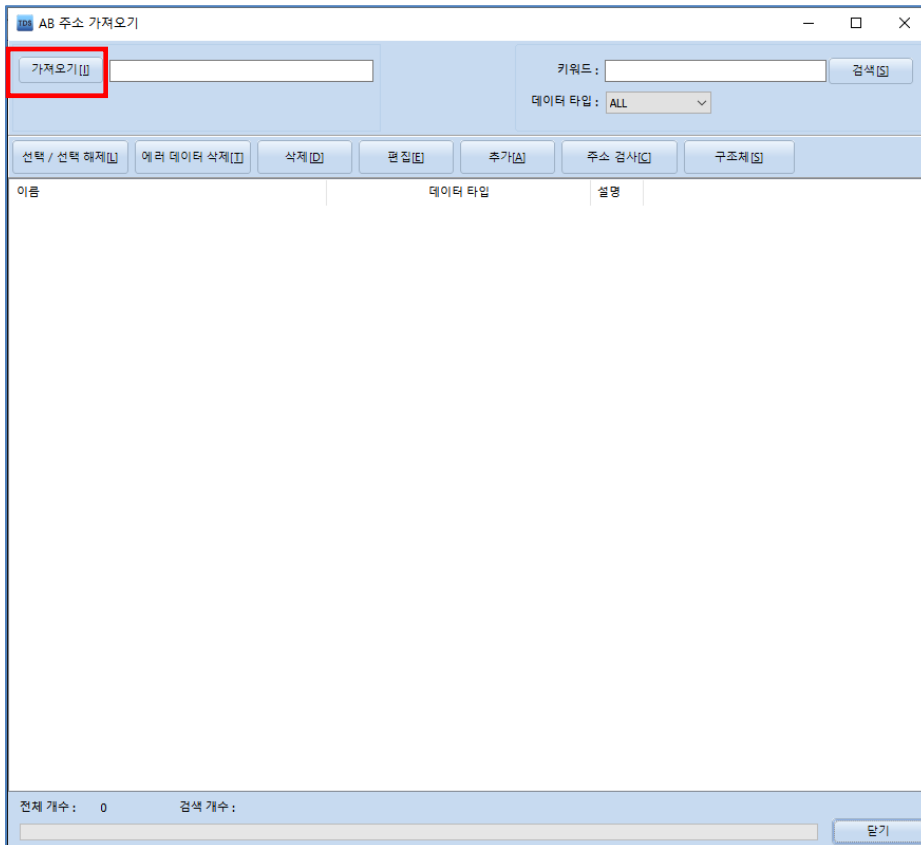 TDS AB 주소 가져오기
가져오기[I] 키워드 : 검색[S]
데이터 타입 : ALL
선택 / 선택 해제[L] 에러 데이터 삭제[T] 삭제[D] 편집[E] 추가[A] 주소 검사[C] 구조체[S]
이름 데이터 타입 설명
전체 개수 : 0 검색 개수 :
닫기